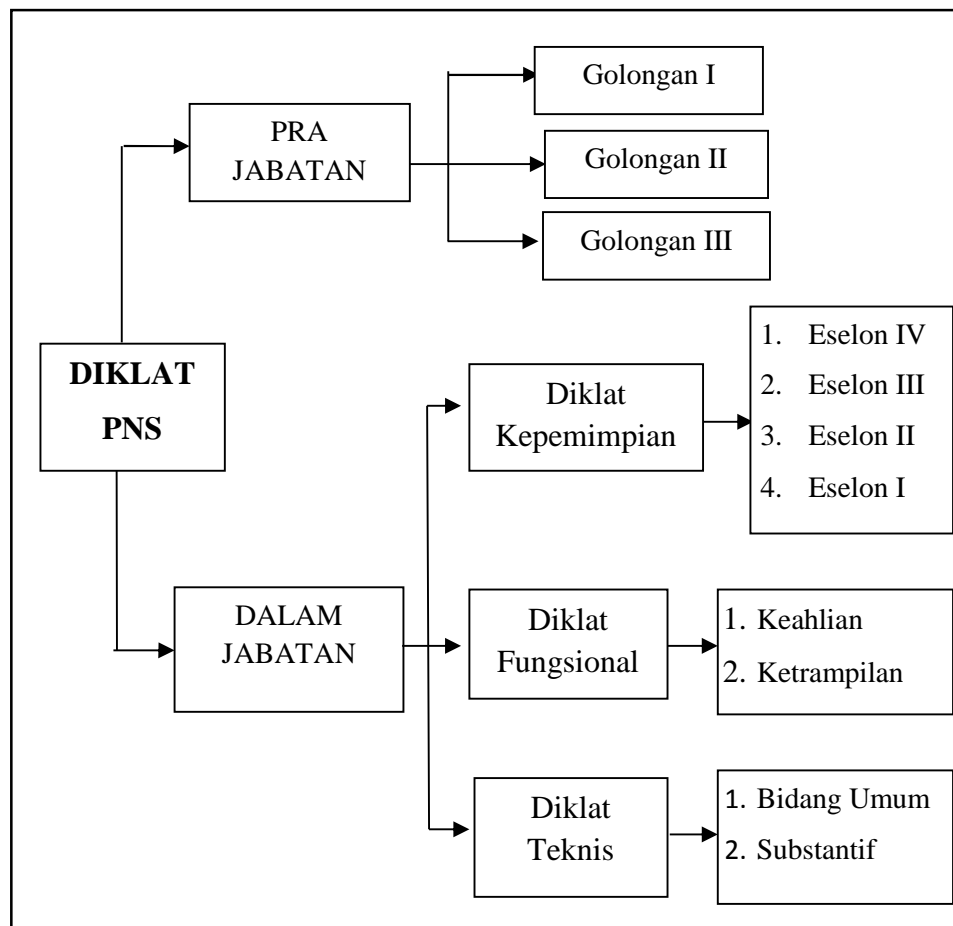 PRA
JABATAN
Golongan I
Golongan II
Golongan III
DIKLAT
PNS
DALAM
JABATAN
Diklat
Kepemimpian
1. Eselon IV
2. Eselon III
3. Eselon II
4. Eselon I
Diklat
Fungsional
1. Keahlian
2. Ketrampilan
Diklat
Teknis
1. Bidang Umum
2. Substantif